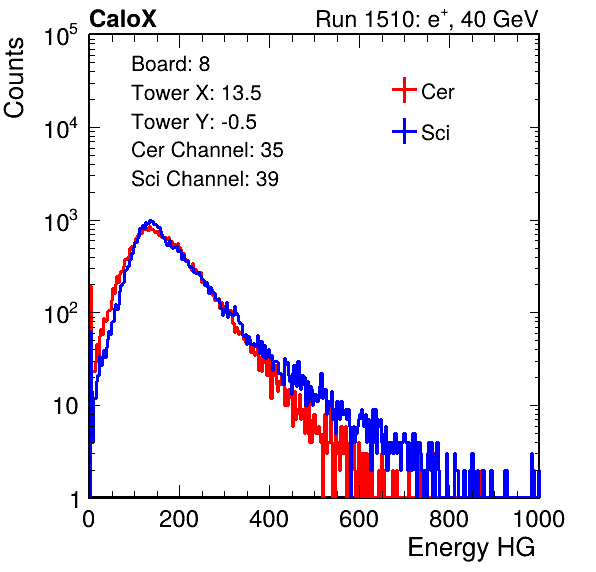 CaloX Run 1510: e⁺, 40 GeV
Counts
10⁵
10⁴
10³
10²
10
1
Board: 8
Tower X: 13.5
Tower Y: -0.5
Cer Channel: 35
Sci Channel: 39
Cer
Sci
0 200 400 600 800 1000
Energy HG